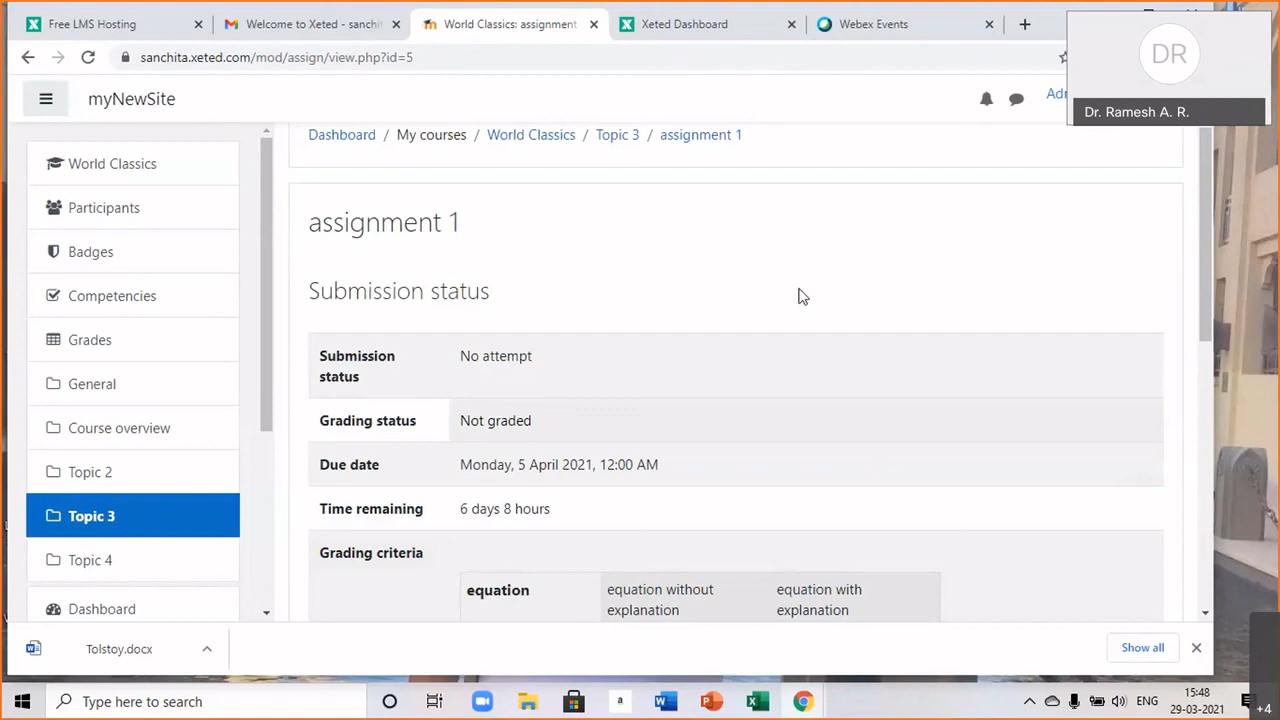 Free LMS Hosting
Welcome to Xeted - sanchit
World Classics: assignment
Xeted Dashboard
Webex Events
sanchita.xeted.com/mod/assign/view.php?id=5
DR
Dr. Ramesh A. R.
myNewSite
Dashboard / My courses / World Classics / Topic 3 / assignment 1
World Classics
Participants
Badges
Competencies
Grades
General
Course overview
Topic 2
Topic 3
Topic 4
Dashboard
assignment 1
Submission status
Submission
status
No attempt
Grading status
Not graded
Due date
Monday, 5 April 2021, 12:00 AM
Time remaining
6 days 8 hours
Grading criteria
equation
equation without
explanation
equation with
explanation
Tolstoy.docx
Show all
Type here to search
a
ENG
15:48
29-03-2021
+4